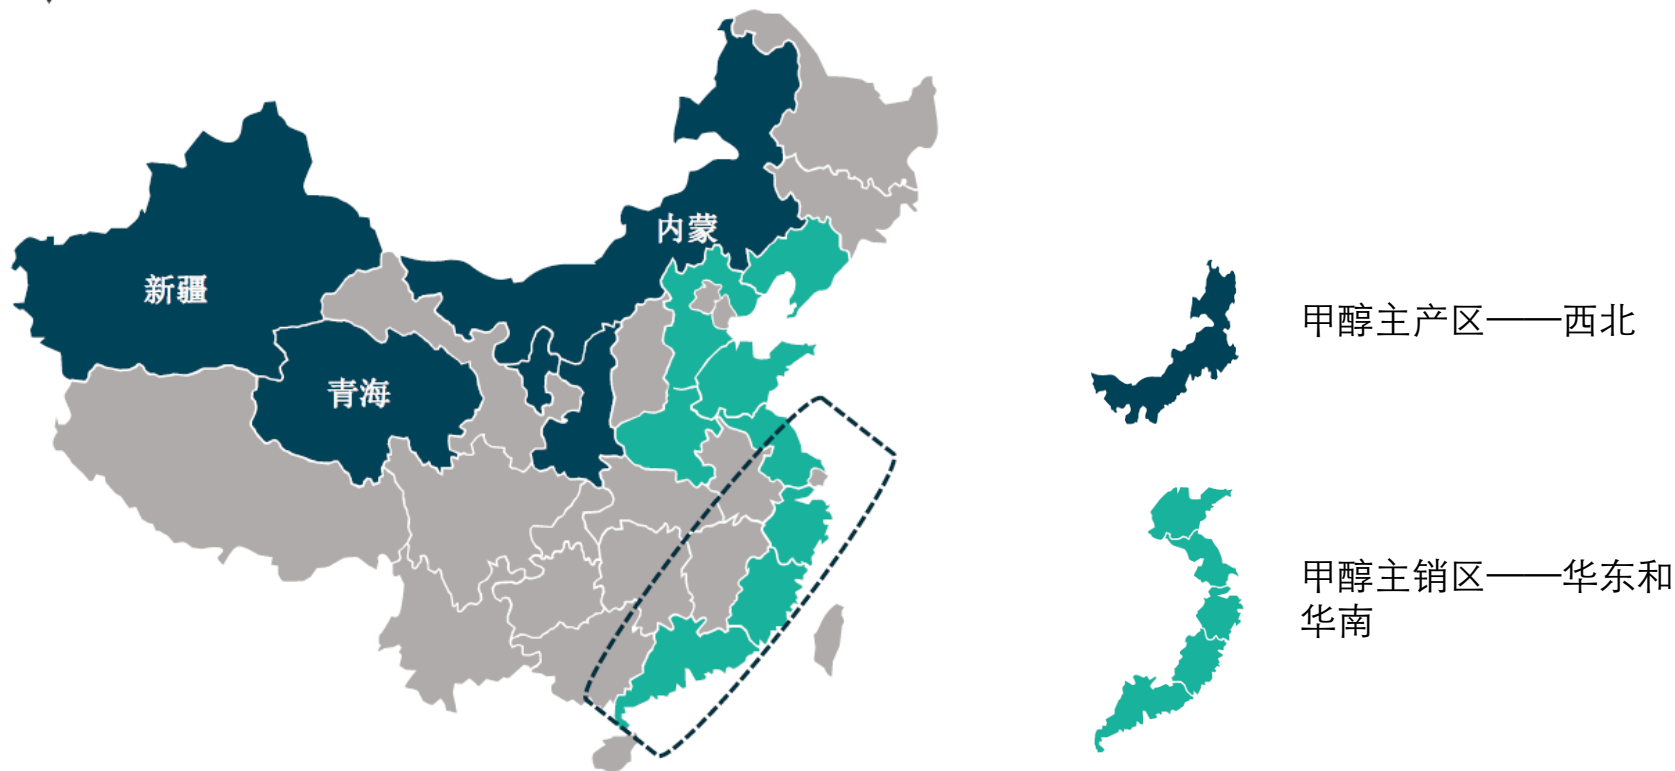 内蒙
新疆
青海
甲醇主产区——西北
甲醇主销区——华东和
华南